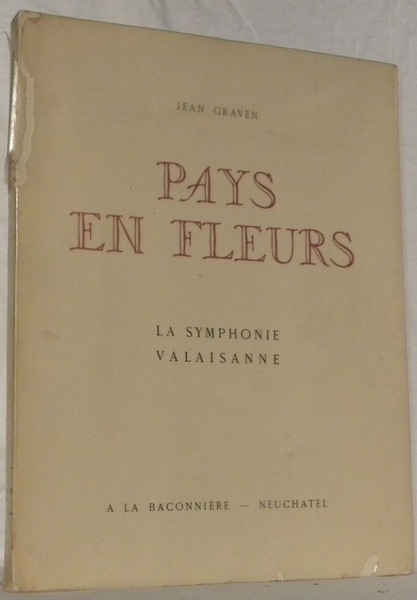 JEAN GRAVEN
PAYS
EN FLEURS
LA SYMPHONIE
VALAISANNE
A LA BACONNIÈRE — NEUCHATEL